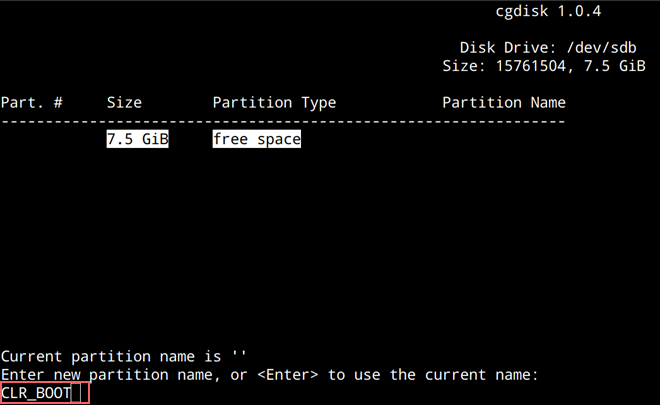 cgdisk 1.0.4
Disk Drive: /dev/sdb
Size: 15761504, 7.5 GiB
Part. # Size Partition Type Partition Name
----------------------------------------------------------------
7.5 GiB free space
Current partition name is ''
Enter new partition name, or <Enter> to use the current name:
CLR_BOOT